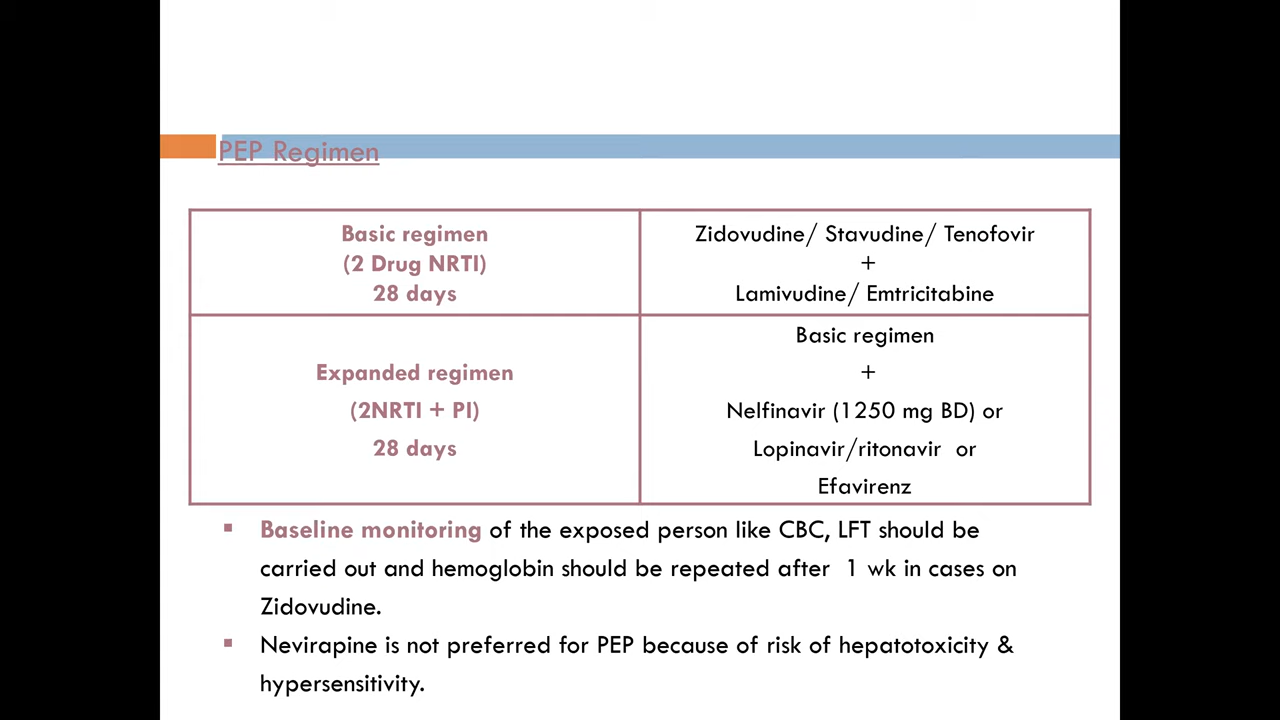 PEP Regimen
Basic regimen
(2 Drug NRTI)
28 days
Zidovudine/ Stavudine/ Tenofovir
+
Lamivudine/ Emtricitabine
Expanded regimen
(2NRTI + PI)
28 days
Basic regimen
+
Nelfinavir (1250 mg BD) or
Lopinavir/ritonavir or
Efavirenz
▪ Baseline monitoring of the exposed person like CBC, LFT should be
carried out and hemoglobin should be repeated after 1 wk in cases on
Zidovudine.
▪ Nevirapine is not preferred for PEP because of risk of hepatotoxicity &
hypersensitivity.